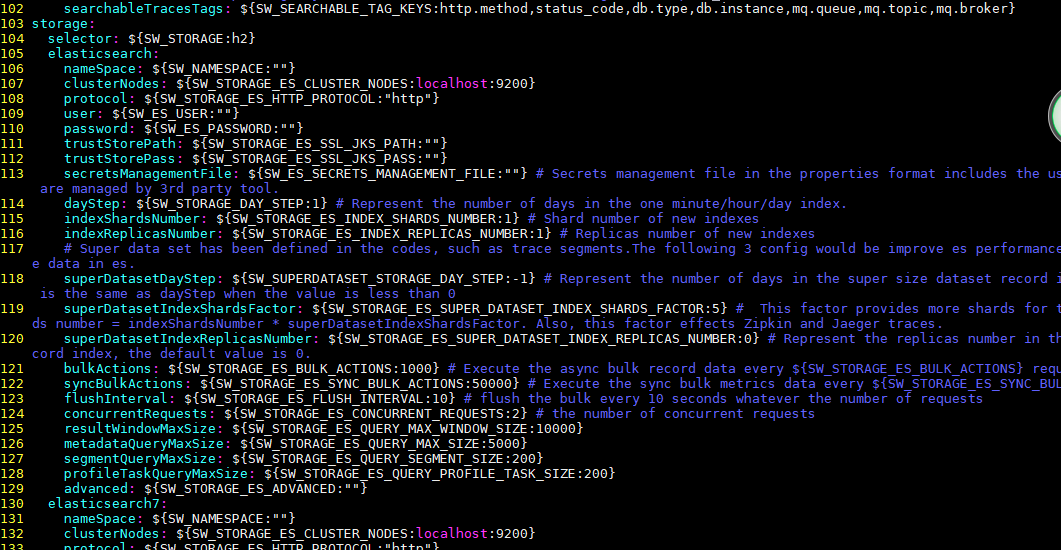 102     searchableTracesTags: ${SW_SEARCHABLE_TAG_KEYS:http.method,status_code,db.type,db.instance,mq.queue,mq.topic,mq.broker}
103 storage:
104   selector: ${SW_STORAGE:h2}
105   elasticsearch:
106     nameSpace: ${SW_NAMESPACE:""}
107     clusterNodes: ${SW_STORAGE_ES_CLUSTER_NODES:localhost:9200}
108     protocol: ${SW_STORAGE_ES_HTTP_PROTOCOL:"http"}
109     user: ${SW_ES_USER:""}
110     password: ${SW_ES_PASSWORD:""}
111     trustStorePath: ${SW_STORAGE_ES_SSL_JKS_PATH:""}
112     trustStorePass: ${SW_STORAGE_ES_SSL_JKS_PASS:""}
113     secretsManagementFile: ${SW_ES_SECRETS_MANAGEMENT_FILE:""} # Secrets management file in the properties format includes the us
 are managed by 3rd party tool.
114     dayStep: ${SW_STORAGE_DAY_STEP:1} # Represent the number of days in the one minute/hour/day index.
115     indexShardsNumber: ${SW_STORAGE_ES_INDEX_SHARDS_NUMBER:1} # Shard number of new indexes
116     indexReplicasNumber: ${SW_STORAGE_ES_INDEX_REPLICAS_NUMBER:1} # Replicas number of new indexes
117     # Super data set has been defined in the codes, such as trace segments.The following 3 config would be improve es performance
e data in es.
118     superDatasetDayStep: ${SW_SUPERDATASET_STORAGE_DAY_STEP:-1} # Represent the number of days in the super size dataset record i
 is the same as dayStep when the value is less than 0
119     superDatasetIndexShardsFactor: ${SW_STORAGE_ES_SUPER_DATASET_INDEX_SHARDS_FACTOR:5} #  This factor provides more shards for t
ds number = indexShardsNumber * superDatasetIndexShardsFactor. Also, this factor effects Zipkin and Jaeger traces.
120     superDatasetIndexReplicasNumber: ${SW_STORAGE_ES_SUPER_DATASET_INDEX_REPLICAS_NUMBER:0} # Represent the replicas number in th
cord index, the default value is 0.
121     bulkActions: ${SW_STORAGE_ES_BULK_ACTIONS:1000} # Execute the async bulk record data every ${SW_STORAGE_ES_BULK_ACTIONS} requ
122     syncBulkActions: ${SW_STORAGE_ES_SYNC_BULK_ACTIONS:50000} # Execute the sync bulk metrics data every ${SW_STORAGE_ES_SYNC_BUL
123     flushInterval: ${SW_STORAGE_ES_FLUSH_INTERVAL:10} # flush the bulk every 10 seconds whatever the number of requests
124     concurrentRequests: ${SW_STORAGE_ES_CONCURRENT_REQUESTS:2} # the number of concurrent requests
125     resultWindowMaxSize: ${SW_STORAGE_ES_QUERY_MAX_WINDOW_SIZE:10000}
126     metadataQueryMaxSize: ${SW_STORAGE_ES_QUERY_MAX_SIZE:5000}
127     segmentQueryMaxSize: ${SW_STORAGE_ES_QUERY_SEGMENT_SIZE:200}
128     profileTaskQueryMaxSize: ${SW_STORAGE_ES_QUERY_PROFILE_TASK_SIZE:200}
129     advanced: ${SW_STORAGE_ES_ADVANCED:""}
130   elasticsearch7:
131     nameSpace: ${SW_NAMESPACE:""}
132     clusterNodes: ${SW_STORAGE_ES_CLUSTER_NODES:localhost:9200}
133     protocol: ${SW_STORAGE_ES_HTTP_PROTOCOL:"http"}